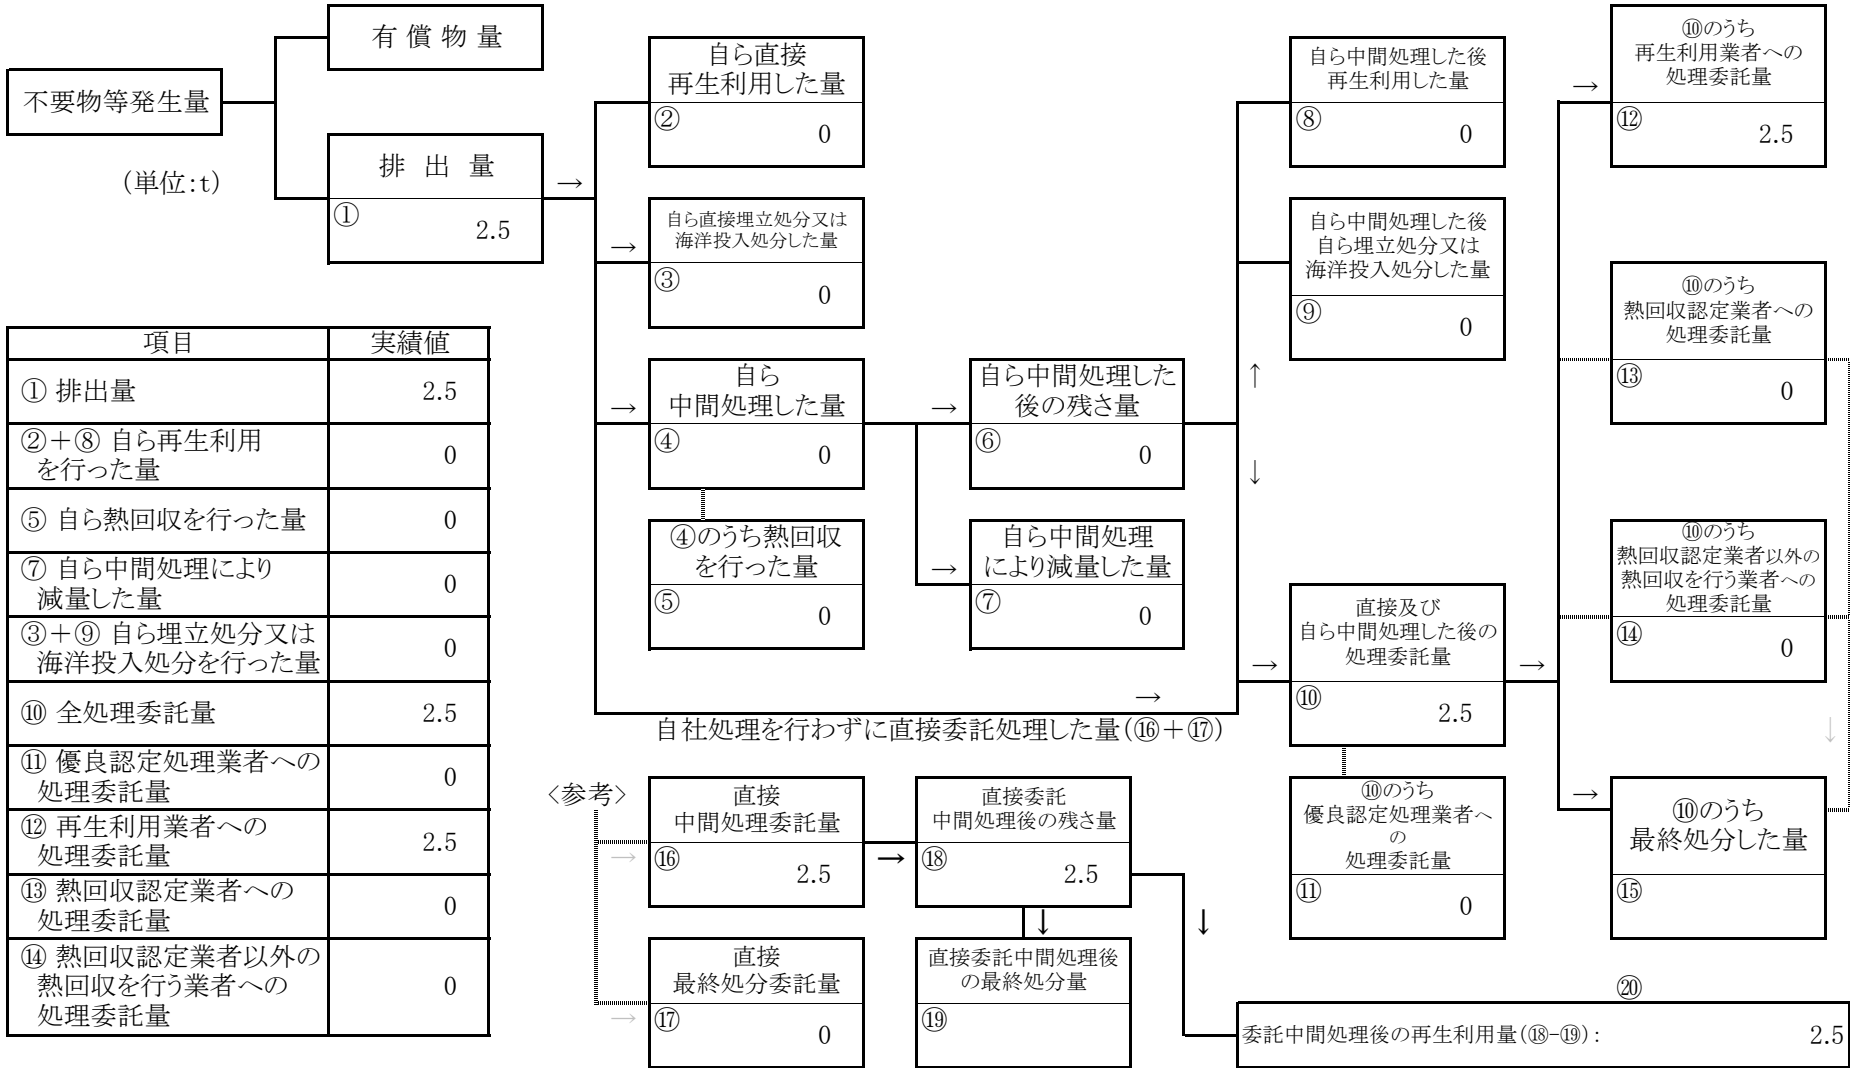 有 償 物 量
不要物等発生量
(単位:t)
排 出 量
①
2.5
→
自ら直接
再生利用した量
②
0
→
自ら直接埋立処分又は
海洋投入処分した量
③
0
→
自ら
中間処理した量
④
0
④のうち熱回収
を行った量
⑤
0
→
自ら中間処理した
後の残さ量
⑥
0
→
自ら中間処理
により減量した量
⑦
0
↑
↓
自ら中間処理した後
再生利用した量
⑧
0
自ら中間処理した後
自ら埋立処分又は
海洋投入処分した量
⑨
0
→
自社処理を行わずに直接委託処理した量(⑯+⑰)
→
直接及び
自ら中間処理した後の
処理委託量
⑩
2.5
→
⑩のうち
優良認定処理業者へ
の
処理委託量
⑪
0
→
⑩のうち
再生利用業者への
処理委託量
⑫
2.5
⑩のうち
熱回収認定業者への
処理委託量
⑬
0
⑩のうち
熱回収認定業者以外の
熱回収を行う業者への
処理委託量
⑭
0
↓
→
⑩のうち
最終処分した量
⑮
項目 実績値
① 排出量 2.5
②+⑧ 自ら再生利用
を行った量 0
⑤ 自ら熱回収を行った量 0
⑦ 自ら中間処理により
減量した量 0
③+⑨ 自ら埋立処分又は
海洋投入処分を行った量 0
⑩ 全処理委託量 2.5
⑪ 優良認定処理業者への
処理委託量 0
⑫ 再生利用業者への
処理委託量 2.5
⑬ 熱回収認定業者への
処理委託量 0
⑭ 熱回収認定業者以外の
熱回収を行う業者への
処理委託量 0
<参考>
→
直接
中間処理委託量
⑯
2.5
→
直接委託
中間処理後の残さ量
⑱
2.5
↓
↓
→
直接
最終処分委託量
⑰
0
直接委託中間処理後
の最終処分量
⑲
⑳
委託中間処理後の再生利用量(⑱-⑲): 2.5